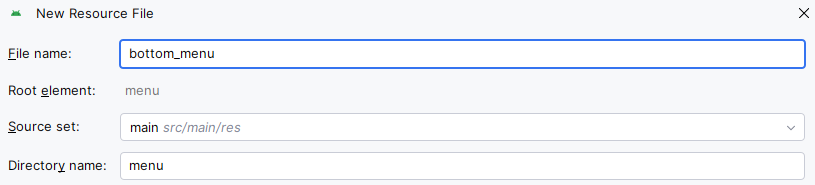 New Resource File
File name: bottom_menu
Root element: menu
Source set: main src/main/res
Directory name: menu